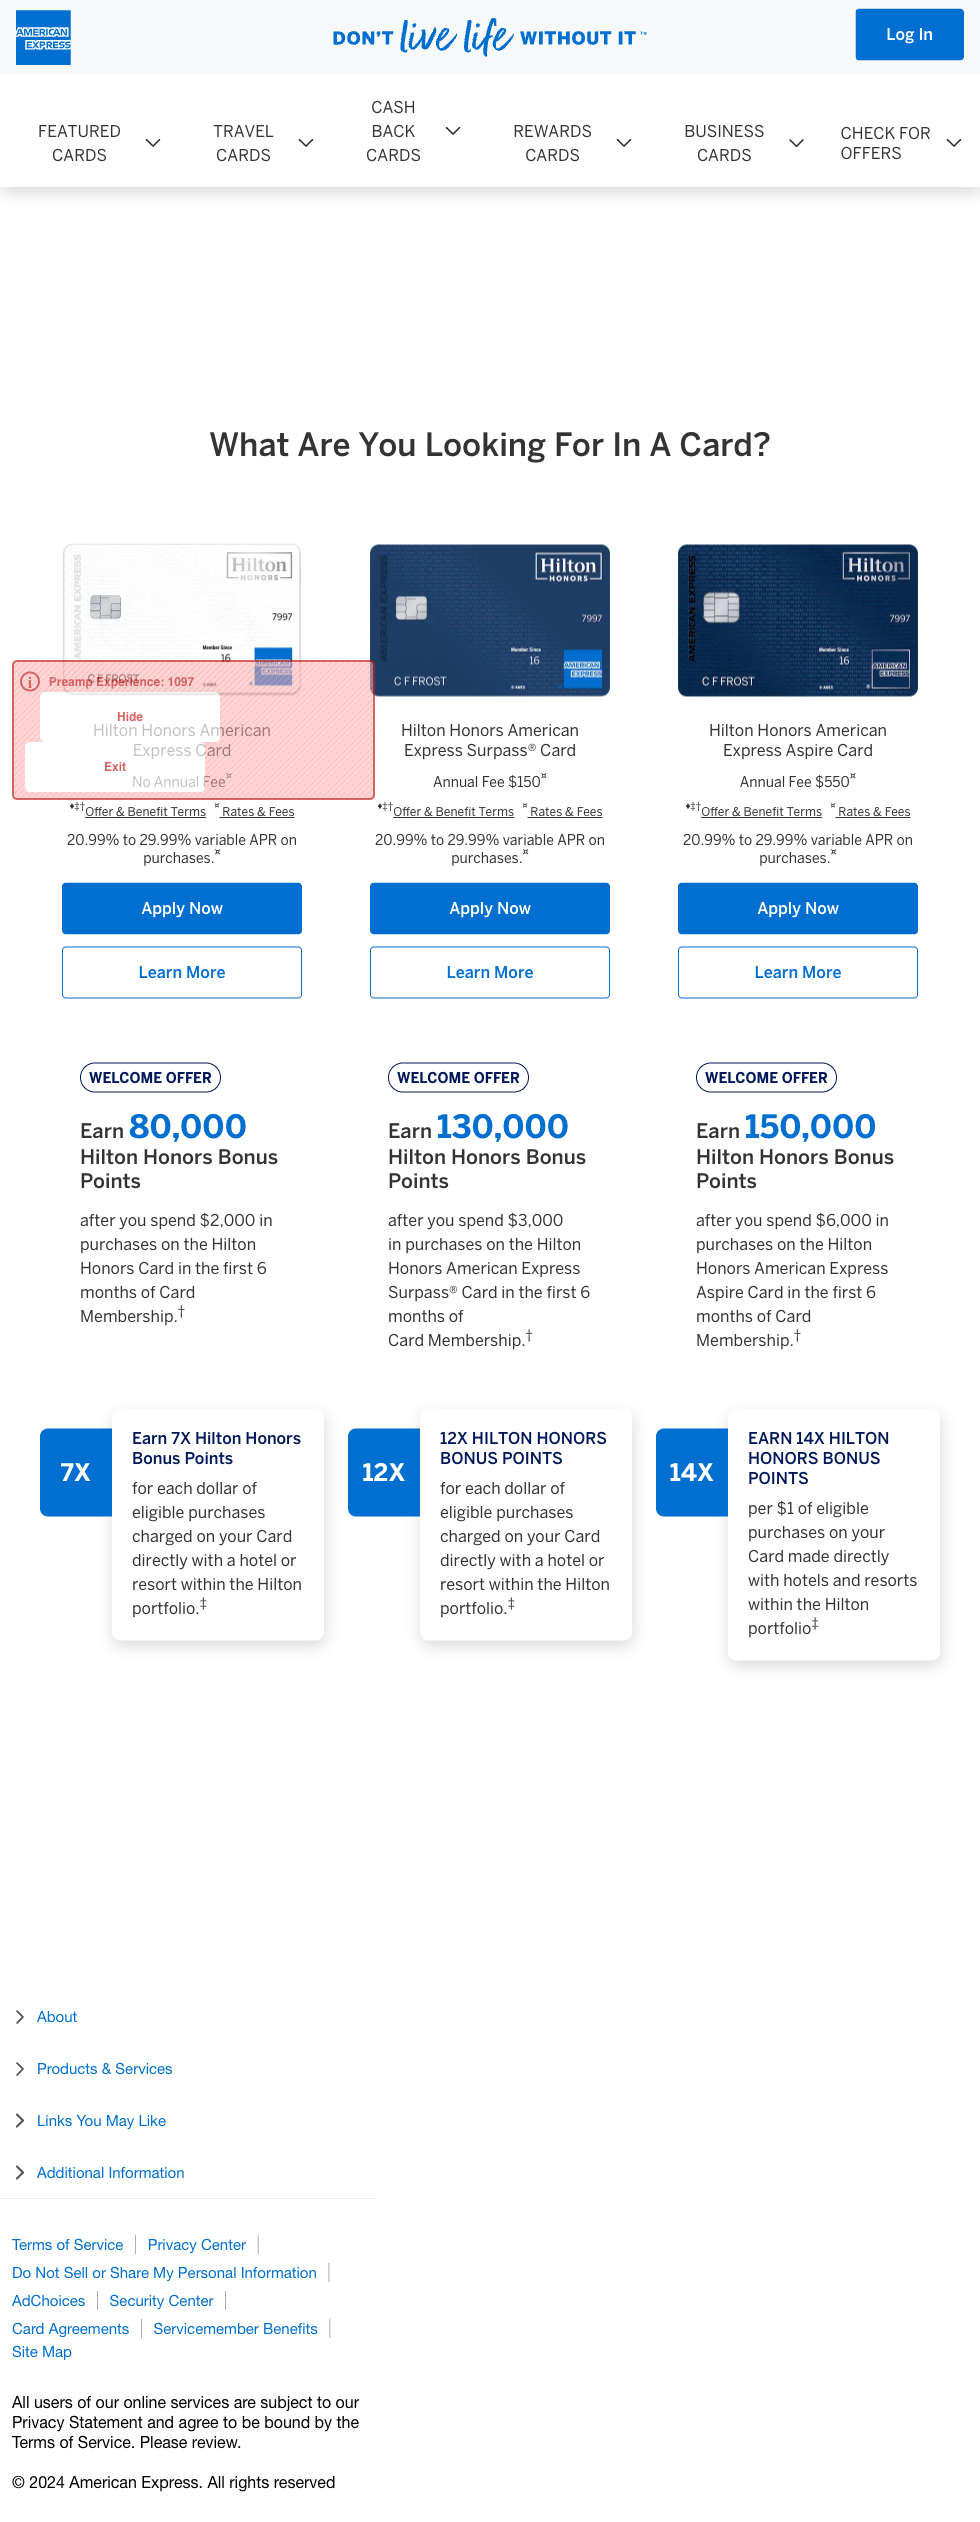 AMERICAN
EXPRESS
DON'T live life WITHOUT IT ™
Log In
FEATURED
CARDS
TRAVEL
CARDS
CASH
BACK
CARDS
REWARDS
CARDS
BUSINESS
CARDS
CHECK FOR
OFFERS
What Are You Looking For In A Card?
AMERICAN EXPRESS
Hilton
HONORS
7997
Member Since
16
C F FROST
AMERICAN
EXPRESS
Preamp Experience: 1097
Hide
Exit
Hilton Honors American
Express Card
No Annual Fee¤
♦‡†Offer & Benefit Terms ¤ Rates & Fees
20.99% to 29.99% variable APR on
purchases.¤
Apply Now
Learn More
AMERICAN EXPRESS
Hilton
HONORS
7997
Member Since
16
C F FROST
© AMEX
AMERICAN
EXPRESS
Hilton Honors American
Express Surpass® Card
Annual Fee $150¤
♦‡†Offer & Benefit Terms ¤ Rates & Fees
20.99% to 29.99% variable APR on
purchases.¤
Apply Now
Learn More
AMERICAN EXPRESS
Hilton
HONORS
7997
Member Since
16
C F FROST
© AMEX
AMERICAN
EXPRESS
Hilton Honors American
Express Aspire Card
Annual Fee $550¤
♦‡†Offer & Benefit Terms ¤ Rates & Fees
20.99% to 29.99% variable APR on
purchases.¤
Apply Now
Learn More
WELCOME OFFER
Earn 80,000
Hilton Honors Bonus
Points
after you spend $2,000 in
purchases on the Hilton
Honors Card in the first 6
months of Card
Membership.†
WELCOME OFFER
Earn 130,000
Hilton Honors Bonus
Points
after you spend $3,000
in purchases on the Hilton
Honors American Express
Surpass® Card in the first 6
months of
Card Membership.†
WELCOME OFFER
Earn 150,000
Hilton Honors Bonus
Points
after you spend $6,000 in
purchases on the Hilton
Honors American Express
Aspire Card in the first 6
months of Card
Membership.†
7X
Earn 7X Hilton Honors
Bonus Points
for each dollar of
eligible purchases
charged on your Card
directly with a hotel or
resort within the Hilton
portfolio.‡
12X
12X HILTON HONORS
BONUS POINTS
for each dollar of
eligible purchases
charged on your Card
directly with a hotel or
resort within the Hilton
portfolio.‡
14X
EARN 14X HILTON
HONORS BONUS
POINTS
per $1 of eligible
purchases on your
Card made directly
with hotels and resorts
within the Hilton
portfolio‡
About
Products & Services
Links You May Like
Additional Information
Terms of Service
Privacy Center
Do Not Sell or Share My Personal Information
AdChoices
Security Center
Card Agreements
Servicemember Benefits
Site Map
All users of our online services are subject to our
Privacy Statement and agree to be bound by the
Terms of Service. Please review.
© 2024 American Express. All rights reserved